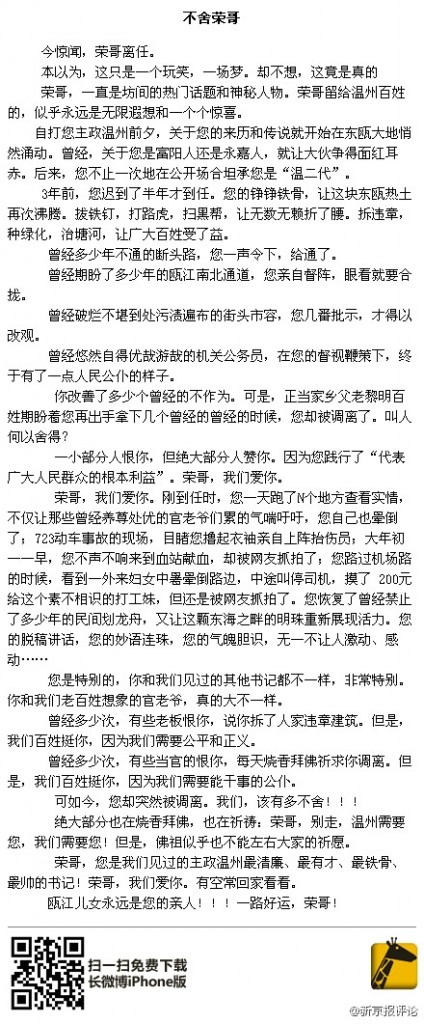 不舍荣哥
今惊闻，荣哥离任。
本以为，这只是一个玩笑，一场梦。却不想，这竟是真的
荣哥，一直是坊间的热门话题和神秘人物。荣哥留给温州百姓
的，似乎永远是无限遐想和一个个惊喜。
自打您主政温州前夕，关于您的来历和传说就开始在东瓯大地悄
然涌动。曾经，关于您是富阳人还是永嘉人，就让大伙争得面红耳
赤。后来，您不止一次地在公开场合坦承您是“温二代”。
3年前，您迟到了半年才到任。您的铮铮铁骨，让这块东瓯热土
再次沸腾。拔铁钉，打路虎，扫黑帮，让无数无赖折了腰。拆违章，
种绿化，治塘河，让广大百姓受了益。
曾经多少年不通的断头路，您一声令下，给通了。
曾经期盼了多少年的瓯江南北通道，您亲自督阵，眼看就要合
拢。
曾经破烂不堪到处污渍遍布的街头市容，您几番批示，才得以
改观。
曾经悠然自得优哉游哉的机关公务员，在您的督视鞭策下，终
于有了一点人民公仆的样子。
你改善了多少个曾经的不作为。可是，正当家乡父老黎明百
姓期盼着您再出手拿下几个曾经的曾经的时候，您却被调离了。叫人
何以舍得？
一小部分人恨你，但绝大部分人赞你。因为您践行了“代表
广大人民群众的根本利益”。荣哥，我们爱你。
荣哥，我们爱你。刚到任时，您一天跑了N个地方查看实情，
不仅让那些曾经养尊处优的官老爷们累的气喘吁吁，您自己也晕倒
了；723动车事故的现场，目睹您撸起衣袖亲自上阵抬伤员；大年初
一一早，您不声不响来到血站献血，却被网友抓拍了；您路过机场路
的时候，看到一外来妇女中暑晕倒路边，中途叫停司机，摸了 200元
给这个素不相识的打工妹，但还是被网友抓拍了。您恢复了曾经禁止
了多少年的民间划龙舟，又让这颗东海之畔的明珠重新展现活力。您
的脱稿讲话，您的妙语连珠，您的气魄胆识，无一不让人激动、感
动……
您是特别的，你和我们见过的其他书记都不一样，非常特别。
你和我们老百姓想象的官老爷，真的大不一样。
曾经多少次，有些老板恨你，说你拆了人家违章建筑。但是，
我们百姓挺你，因为我们需要公平和正义。
曾经多少次，有些当官的恨你，每天烧香拜佛祈求你调离。但
是，我们百姓挺你，因为我们需要能干事的公仆。
可如今，您却突然被调离。我们，该有多不舍！！！
绝大部分也在烧香拜佛，也在祈祷：荣哥，别走，温州需要
您，我们需要您！但是，佛祖似乎也不能左右大家的祈愿。
荣哥，您是我们见过的主政温州最清廉、最有才、最铁骨、
最帅的书记！荣哥，我们爱你。有空常回家看看。
瓯江儿女永远是您的亲人！！！一路好运，荣哥！
扫一扫免费下载
长微博iPhone版
@新京报评论